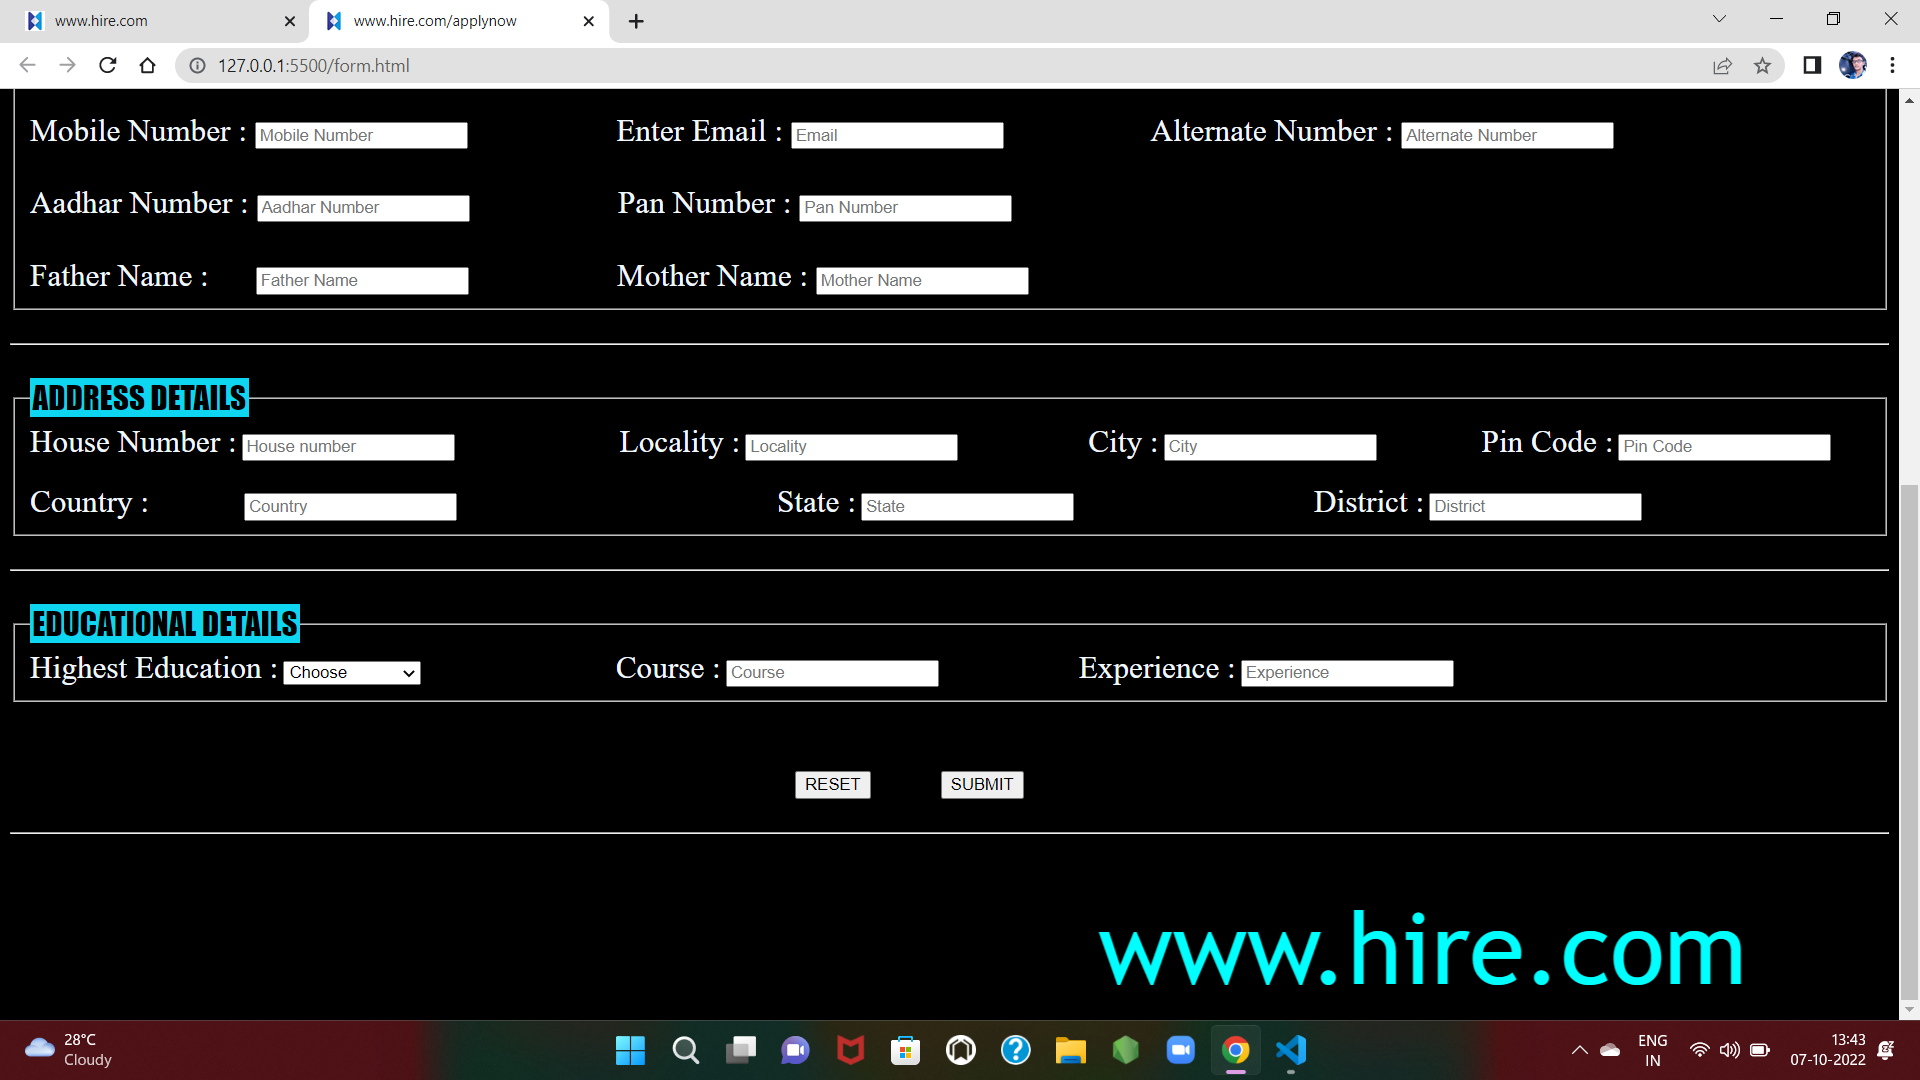 www.hire.com
www.hire.com/applynow
127.0.0.1:5500/form.html
Mobile Number : Mobile Number Enter Email : Email Alternate Number : Alternate Number
Aadhar Number : Aadhar Number Pan Number : Pan Number
Father Name : Father Name Mother Name : Mother Name
ADDRESS DETAILS
House Number : House number Locality : Locality City : City Pin Code : Pin Code
Country : Country State : State District : District
EDUCATIONAL DETAILS
Highest Education : Choose Course : Course Experience : Experience
RESET SUBMIT
www.hire.com
28°C
Cloudy
ENG
IN
13:43
07-10-2022